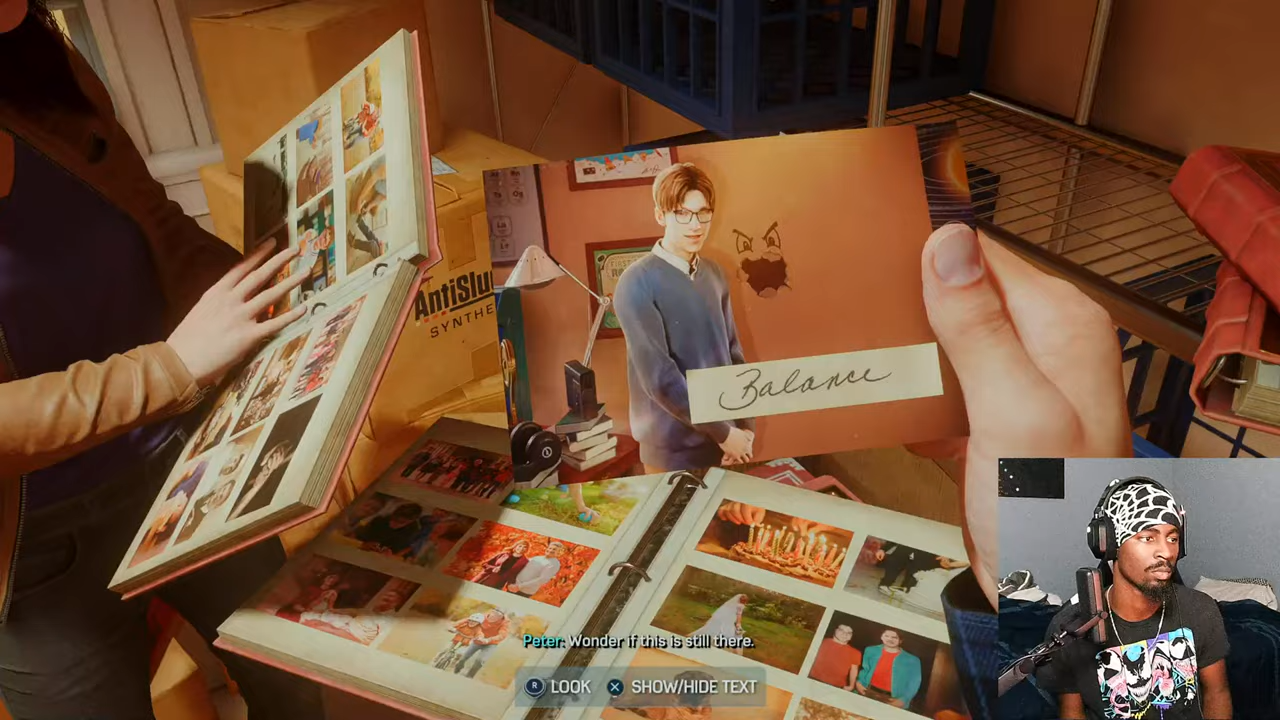 AntiSlu
SYNTHE
Balance
Peter: Wonder if this is still there.
R LOOK X SHOW/HIDE TEXT